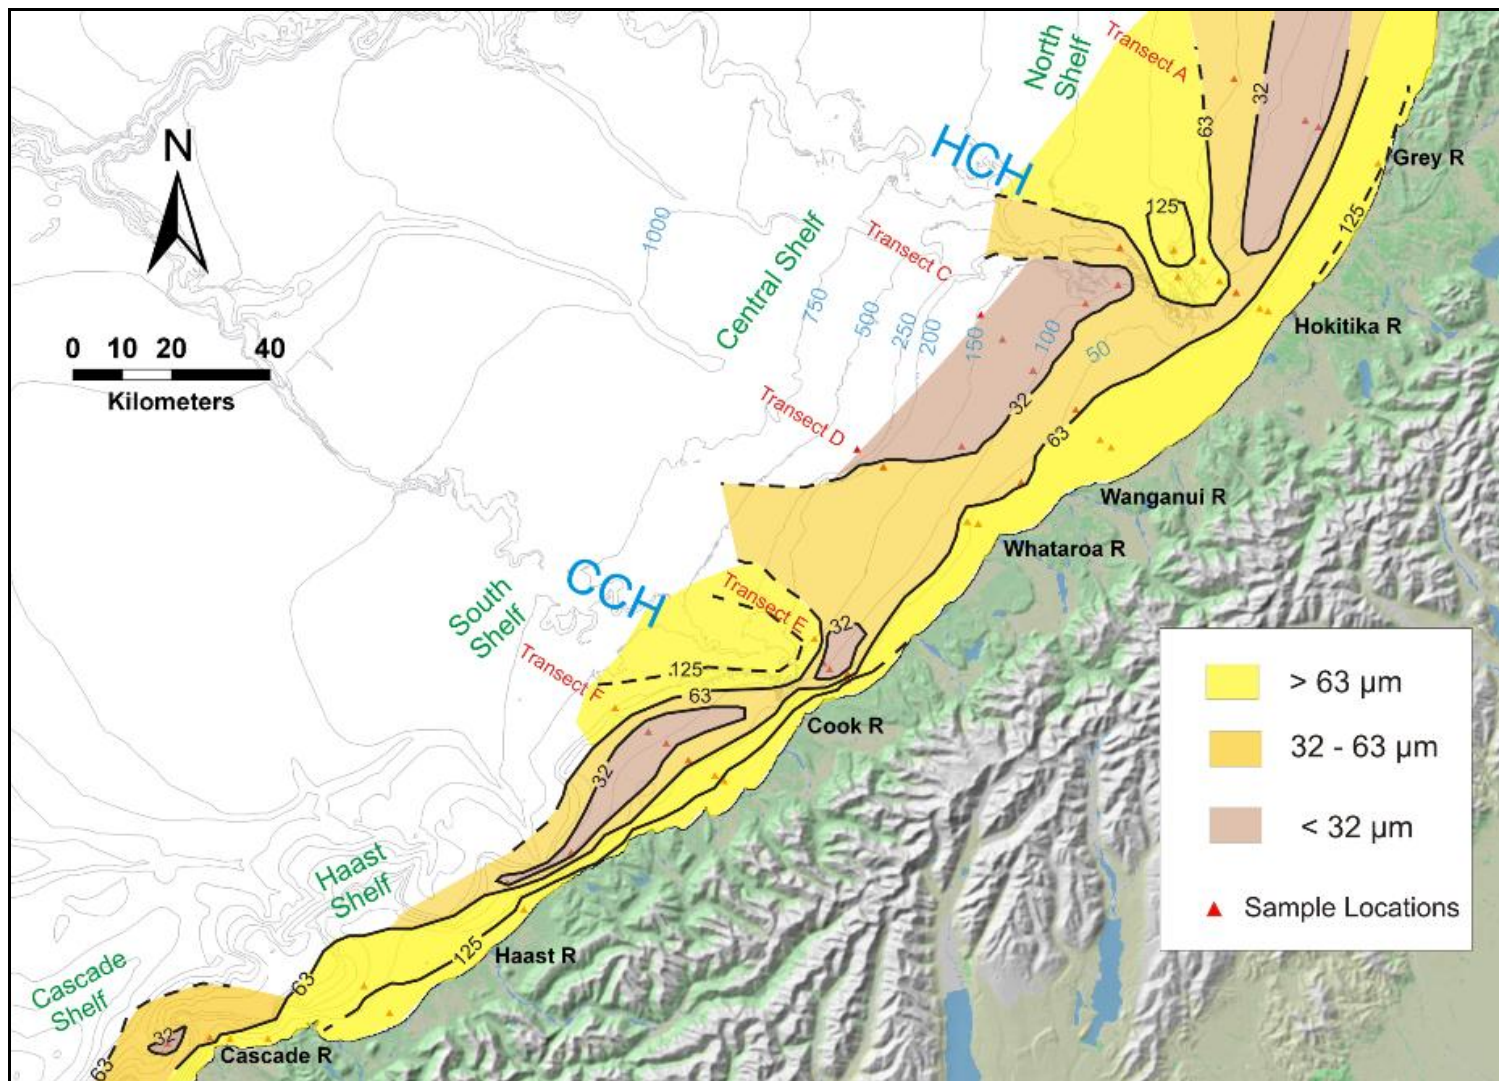 North
Shelf
Transect A
32
63
HCH
Grey R
125
125
N
1000
Central Shelf
Transect C
750
500
250
200
150
100
50
Hokitika R
0 10 20 40
Kilometers
32
Transect D
63
Wanganui R
Whataroa R
CCH
South
Shelf
Transect E
32
125
63
Transect F
Cook R
32
> 63 µm
32 - 63 µm
< 32 µm
Sample Locations
Haast
Shelf
125
Haast R
Cascade
Shelf
63
32
Cascade R
63